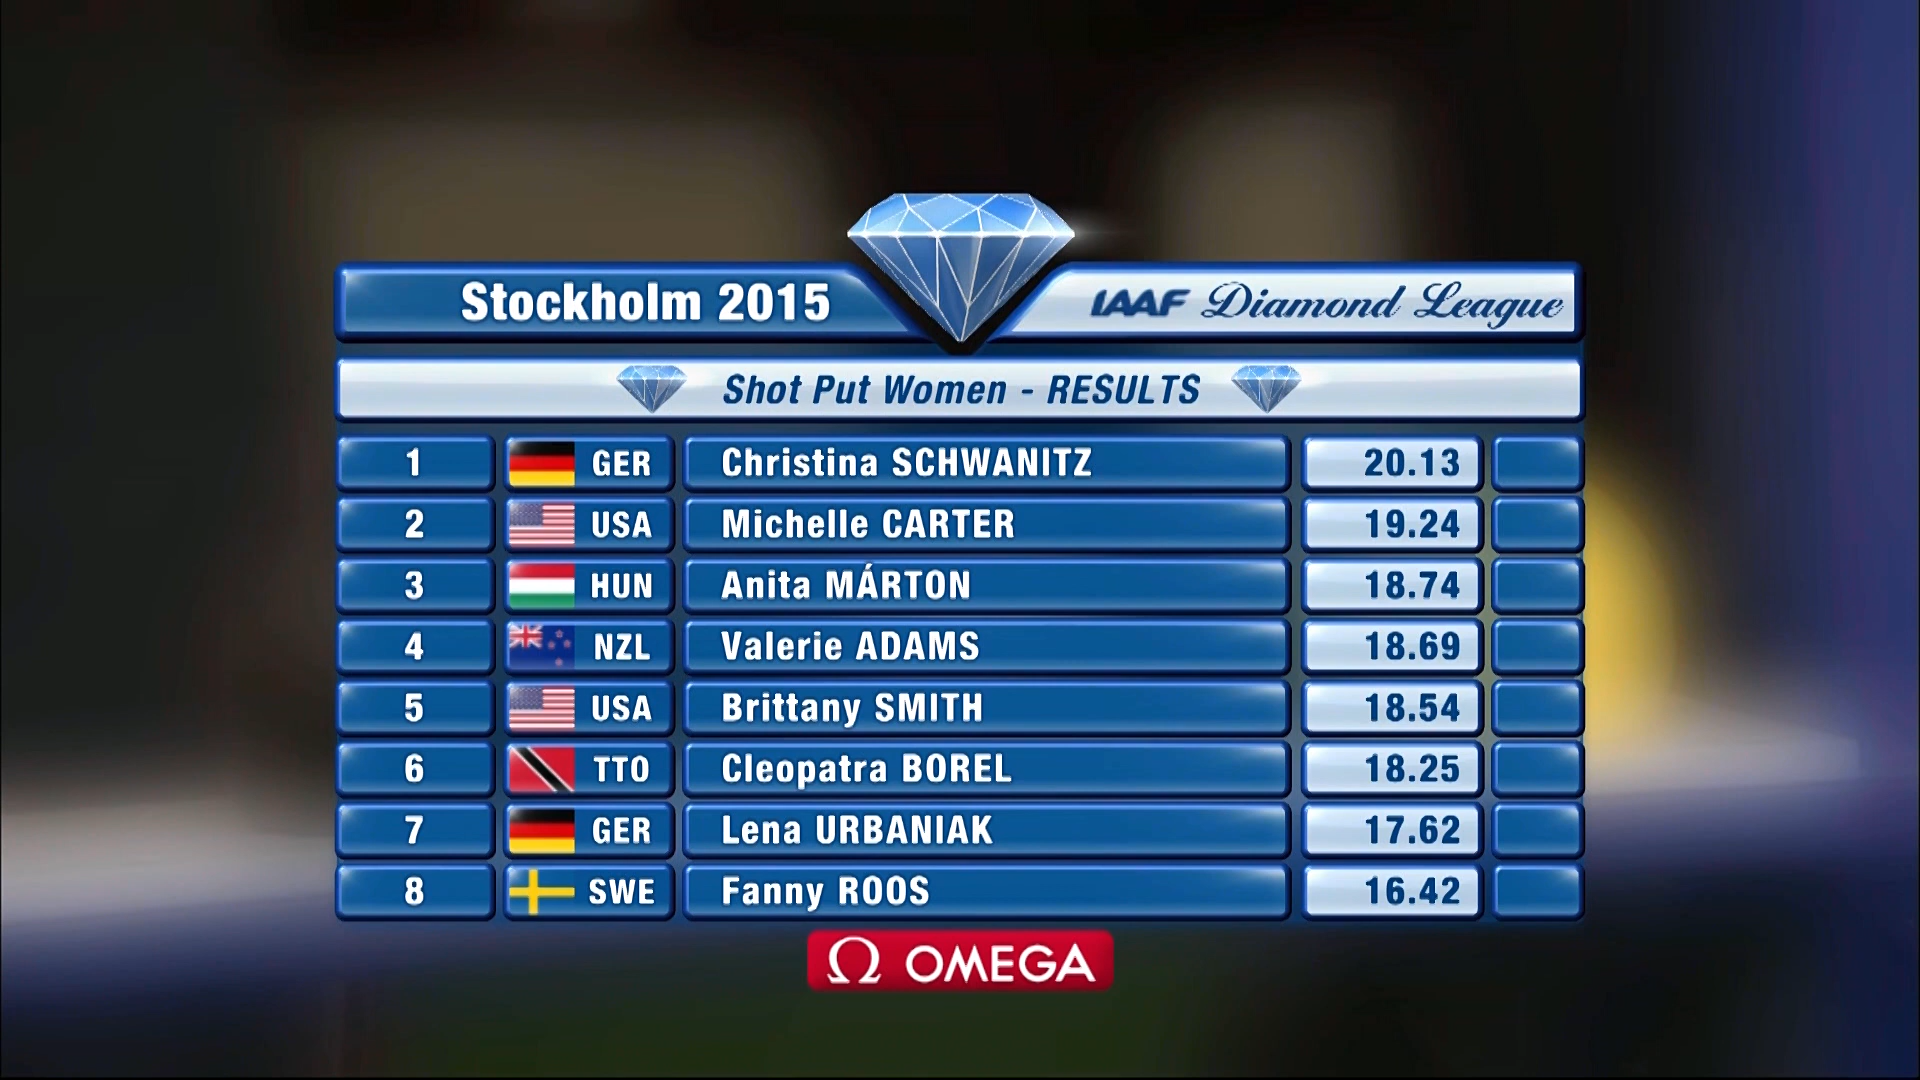 Stockholm 2015 IAAF Diamond League
Shot Put Women - RESULTS
1 GER Christina SCHWANITZ 20.13
2 USA Michelle CARTER 19.24
3 HUN Anita MÁRTON 18.74
4 NZL Valerie ADAMS 18.69
5 USA Brittany SMITH 18.54
6 TTO Cleopatra BOREL 18.25
7 GER Lena URBANIAK 17.62
8 SWE Fanny ROOS 16.42
Ω OMEGA